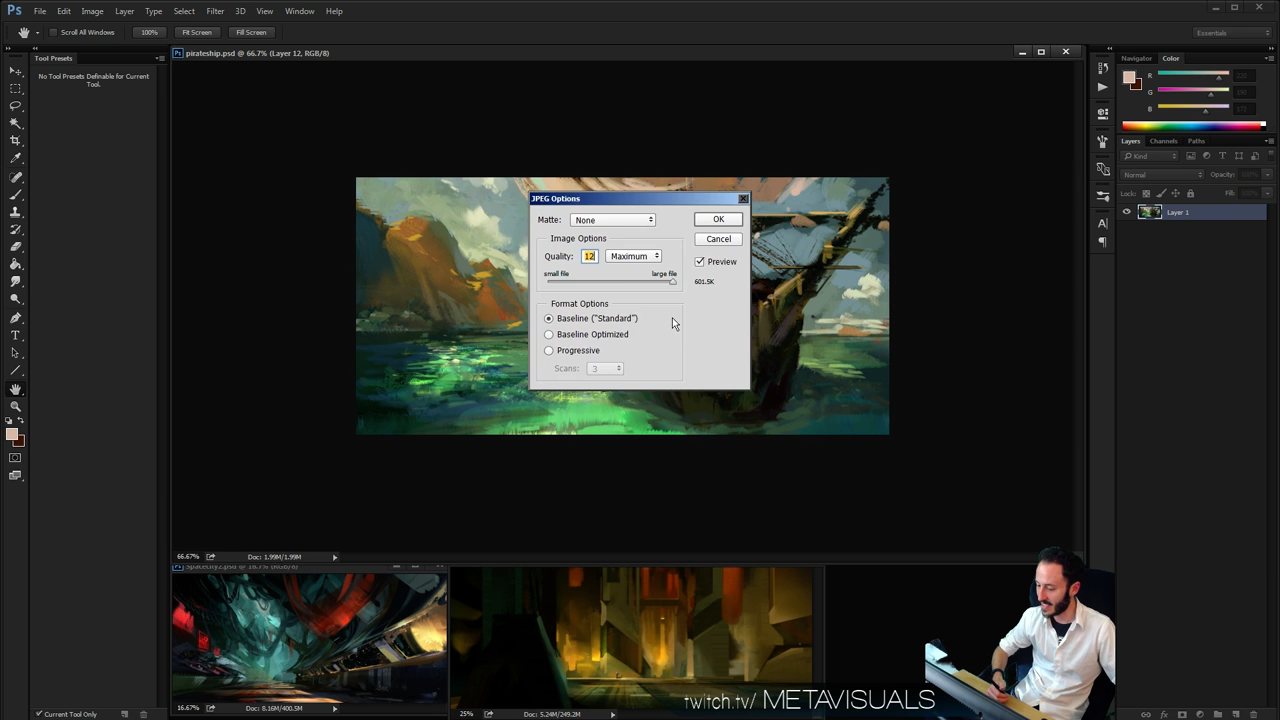 Ps File Edit Image Layer Type Select Filter 3D View Window Help
Scroll All Windows 100% Fit Screen Fill Screen Essentials
Tool Presets
No Tool Presets Definable for Current
Tool.
pirateship.psd @ 66.7% (Layer 12, RGB/8)
Navigator Color
R
G
B
Layers Channels Paths
Kind
Normal Opacity:
Lock: Fill:
Layer 1
JPEG Options
Matte: None OK
Image Options Cancel
Quality: 12 Maximum Preview
small file large file 601.5K
Format Options
Baseline ("Standard")
Baseline Optimized
Progressive
Scans: 3
66.67% Doc: 1.99M/1.99M
16.67% Doc: 8.16M/400.5M
25% Doc: 5.24M/249.2M
Current Tool Only
twitch.tv/ METAVISUALS